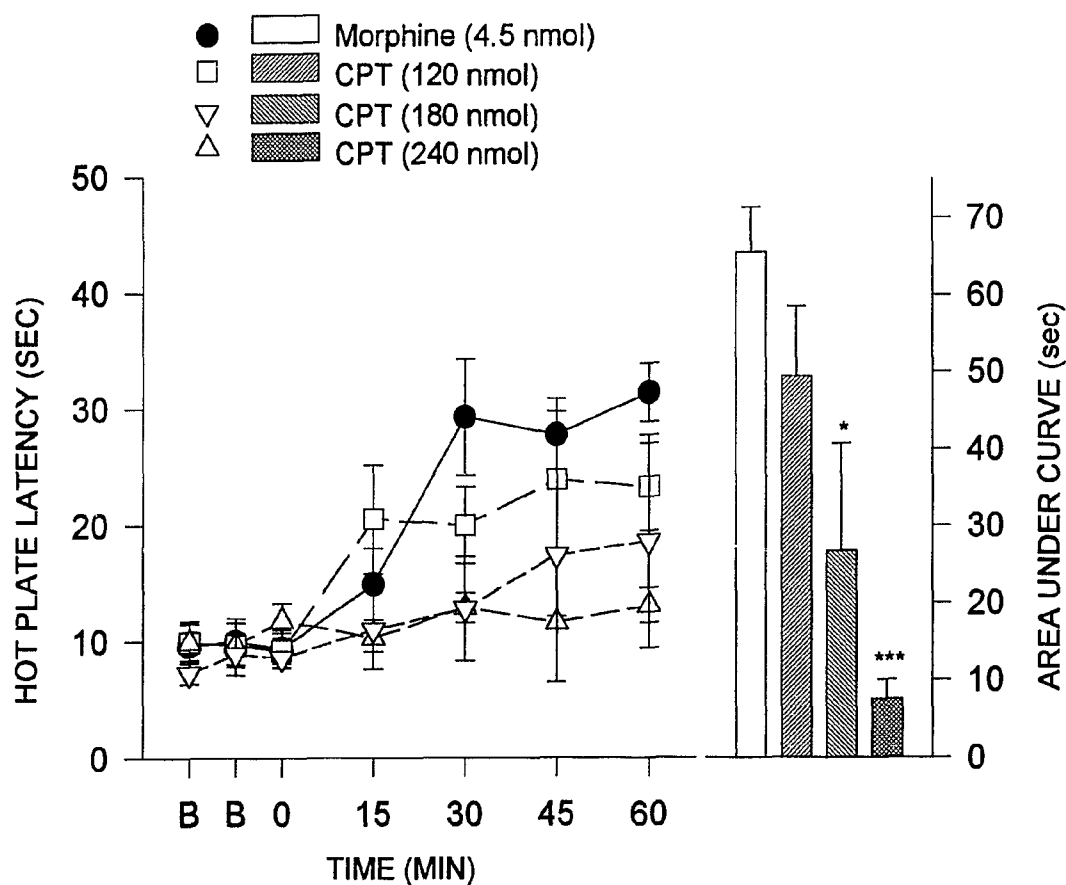 Morphine (4.5 nmol)
CPT (120 nmol)
CPT (180 nmol)
CPT (240 nmol)
HOT PLATE LATENCY (SEC)
50
40
30
20
10
0
B B 0 15 30 45 60
TIME (MIN)
*
***
70
60
50
40
30
20
10
0
AREA UNDER CURVE (sec)